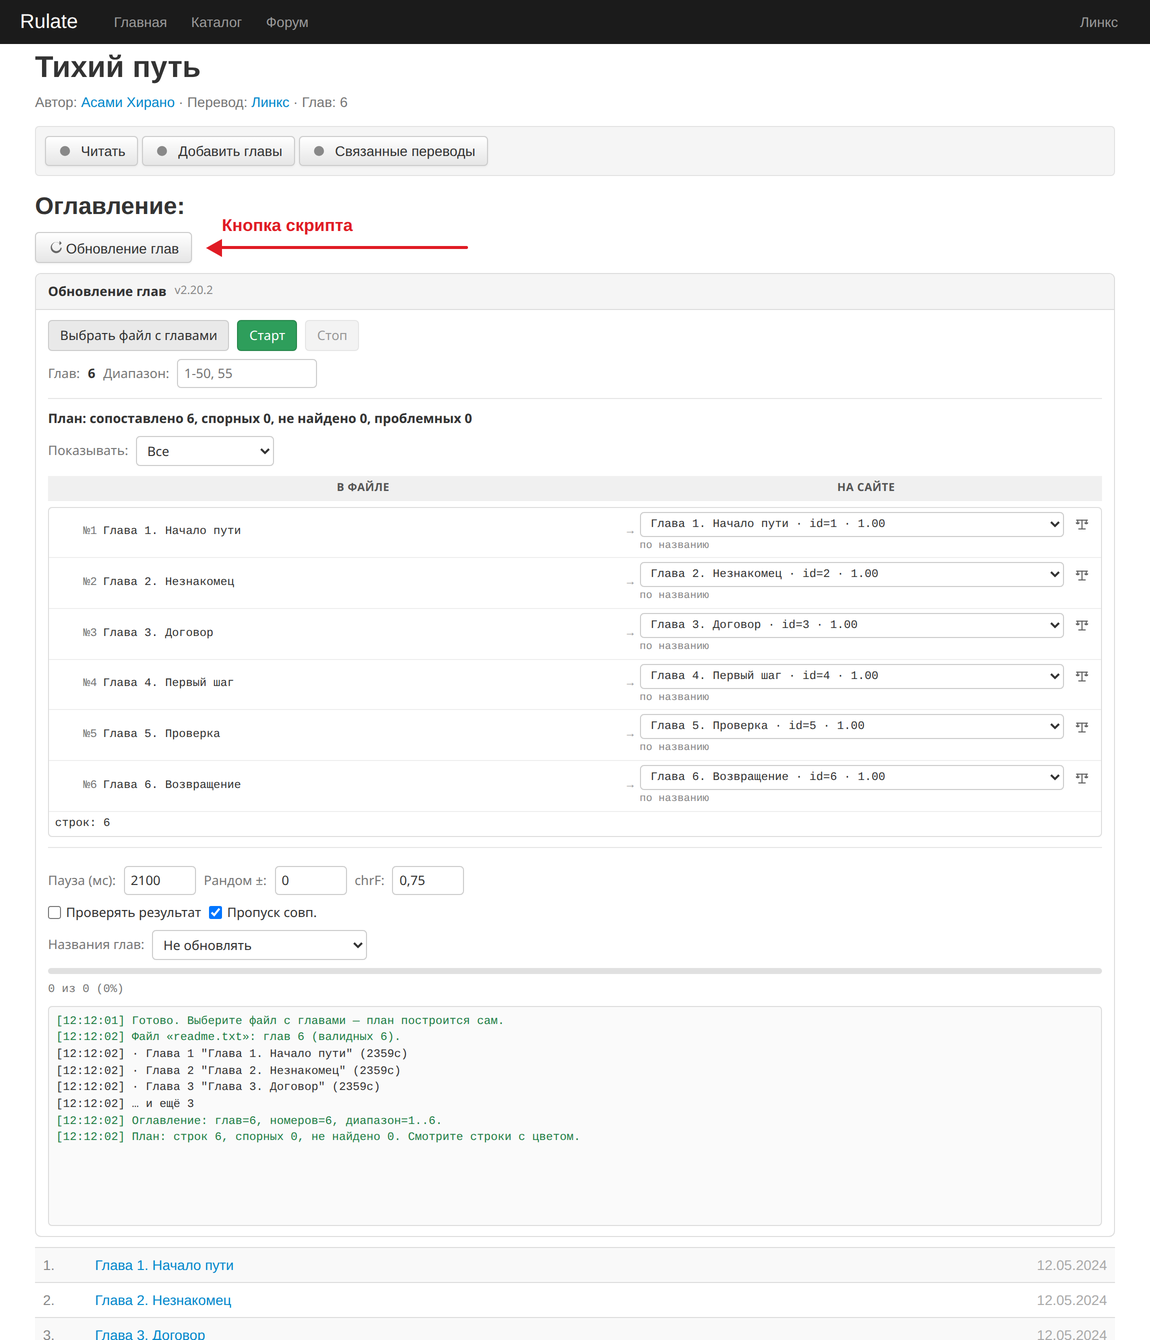 Rulate Главная Каталог Форум Линкс
Тихий путь
Автор: Асами Хирано · Перевод: Линкс · Глав: 6
Читать Добавить главы Связанные переводы
Оглавление:
Кнопка скрипта
Обновление глав
Обновление глав v2.20.2
Выбрать файл с главами Старт Стоп
Глав: 6 Диапазон: 1-50, 55
План: сопоставлено 6, спорных 0, не найдено 0, проблемных 0
Показывать: Все
В ФАЙЛЕ НА САЙТЕ
№1 Глава 1. Начало пути → Глава 1. Начало пути · id=1 · 1.00
по названию
№2 Глава 2. Незнакомец → Глава 2. Незнакомец · id=2 · 1.00
по названию
№3 Глава 3. Договор → Глава 3. Договор · id=3 · 1.00
по названию
№4 Глава 4. Первый шаг → Глава 4. Первый шаг · id=4 · 1.00
по названию
№5 Глава 5. Проверка → Глава 5. Проверка · id=5 · 1.00
по названию
№6 Глава 6. Возвращение → Глава 6. Возвращение · id=6 · 1.00
по названию
строк: 6
Пауза (мс): 2100 Рандом ±: 0 chrF: 0,75
Проверять результат Пропуск совп.
Названия глав: Не обновлять
0 из 0 (0%)
[12:12:01] Готово. Выберите файл с главами — план построится сам.
[12:12:02] Файл «readme.txt»: глав 6 (валидных 6).
[12:12:02] · Глава 1 "Глава 1. Начало пути" (2359с)
[12:12:02] · Глава 2 "Глава 2. Незнакомец" (2359с)
[12:12:02] · Глава 3 "Глава 3. Договор" (2359с)
[12:12:02] … и ещё 3
[12:12:02] Оглавление: глав=6, номеров=6, диапазон=1..6.
[12:12:02] План: строк 6, спорных 0, не найдено 0. Смотрите строки с цветом.
1. Глава 1. Начало пути 12.05.2024
2. Глава 2. Незнакомец 12.05.2024
3. Глава 3. Договор 12.05.2024